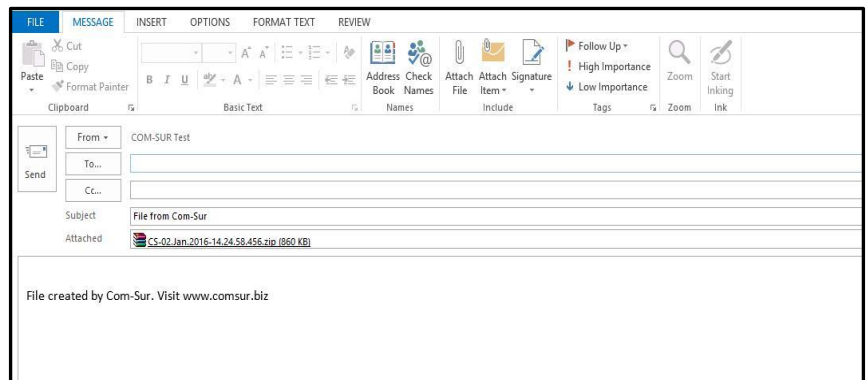 FILE MESSAGE INSERT OPTIONS FORMAT TEXT REVIEW
Cut
Copy
Format Painter
Paste
Clipboard
A A
B I U A
Basic Text
Address Book
Check Names
Names
Attach File
Attach Item
Signature
Include
Follow Up
High Importance
Low Importance
Tags
Zoom
Zoom
Start Inking
Ink
Send
From COM-SUR Test
To...
Cc...
Subject File from Com-Sur
Attached CS-02.Jan.2016-14.24.58.456.zip (860 KB)
File created by Com-Sur. Visit www.comsur.biz